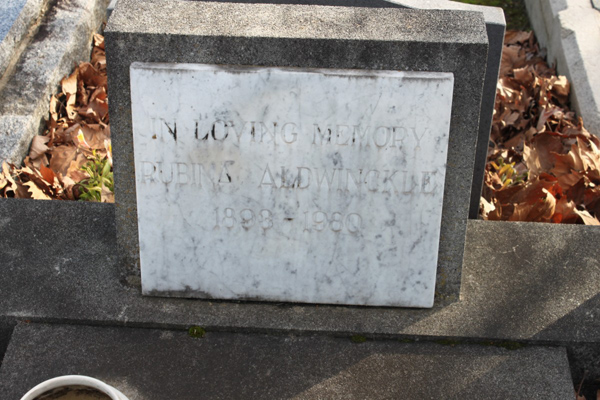 IN LOVING MEMORY
RUBINA ALDWINCKLE
1898 - 1980